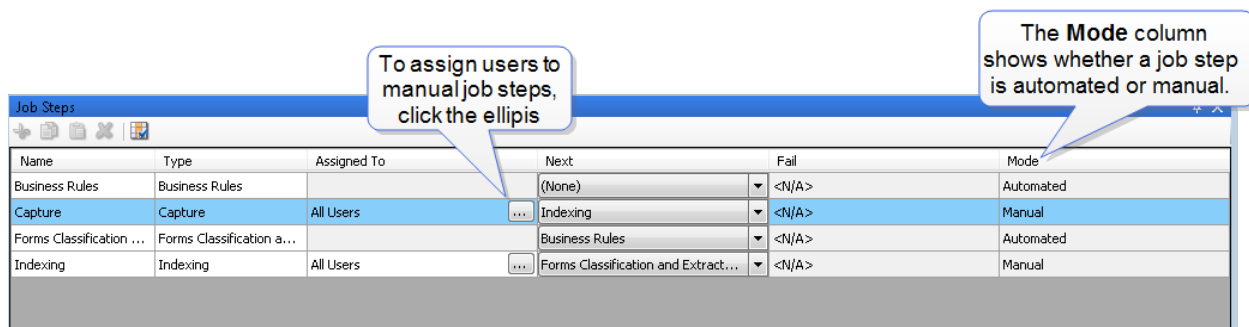 The Mode column
shows whether a job step
is automated or manual.
To assign users to
manual job steps,
click the ellipis
Job Steps
Name Type Assigned To Next Fail Mode
Business Rules Business Rules (None) <N/A> Automated
Capture Capture All Users ... Indexing <N/A> Manual
Forms Classification ... Forms Classification a... Business Rules <N/A> Automated
Indexing Indexing All Users ... Forms Classification and Extract... <N/A> Manual